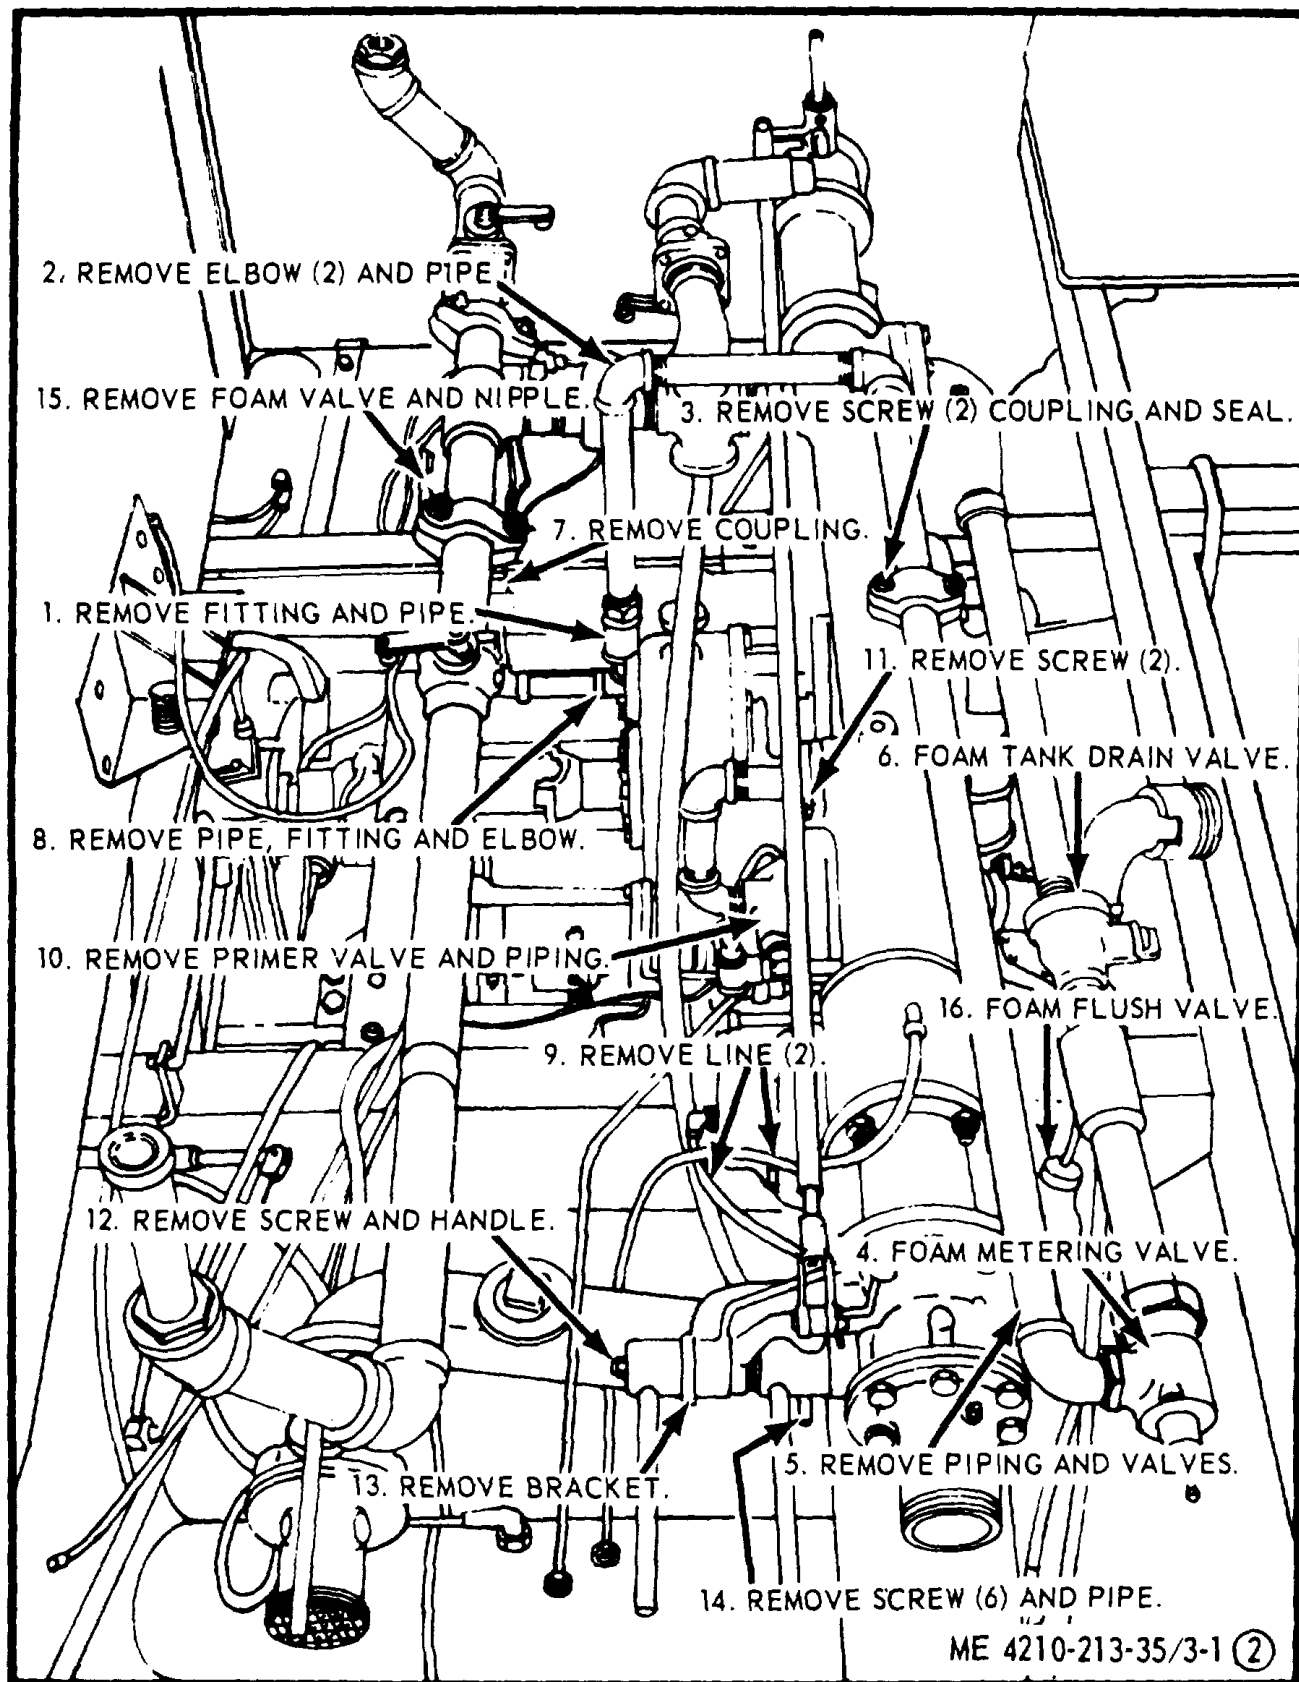 2. REMOVE ELBOW (2) AND PIPE
15. REMOVE FOAM VALVE AND NIPPLE.
3. REMOVE SCREW (2) COUPLING AND SEAL.
7. REMOVE COUPLING.
1. REMOVE FITTING AND PIPE.
11. REMOVE SCREW (2).
6. FOAM TANK DRAIN VALVE.
8. REMOVE PIPE, FITTING AND ELBOW.
10. REMOVE PRIMER VALVE AND PIPING.
16. FOAM FLUSH VALVE.
9. REMOVE LINE (2).
12. REMOVE SCREW AND HANDLE.
4. FOAM METERING VALVE.
5. REMOVE PIPING AND VALVES.
13. REMOVE BRACKET.
14. REMOVE SCREW (6) AND PIPE.
ME 4210-213-35/3-1 ②